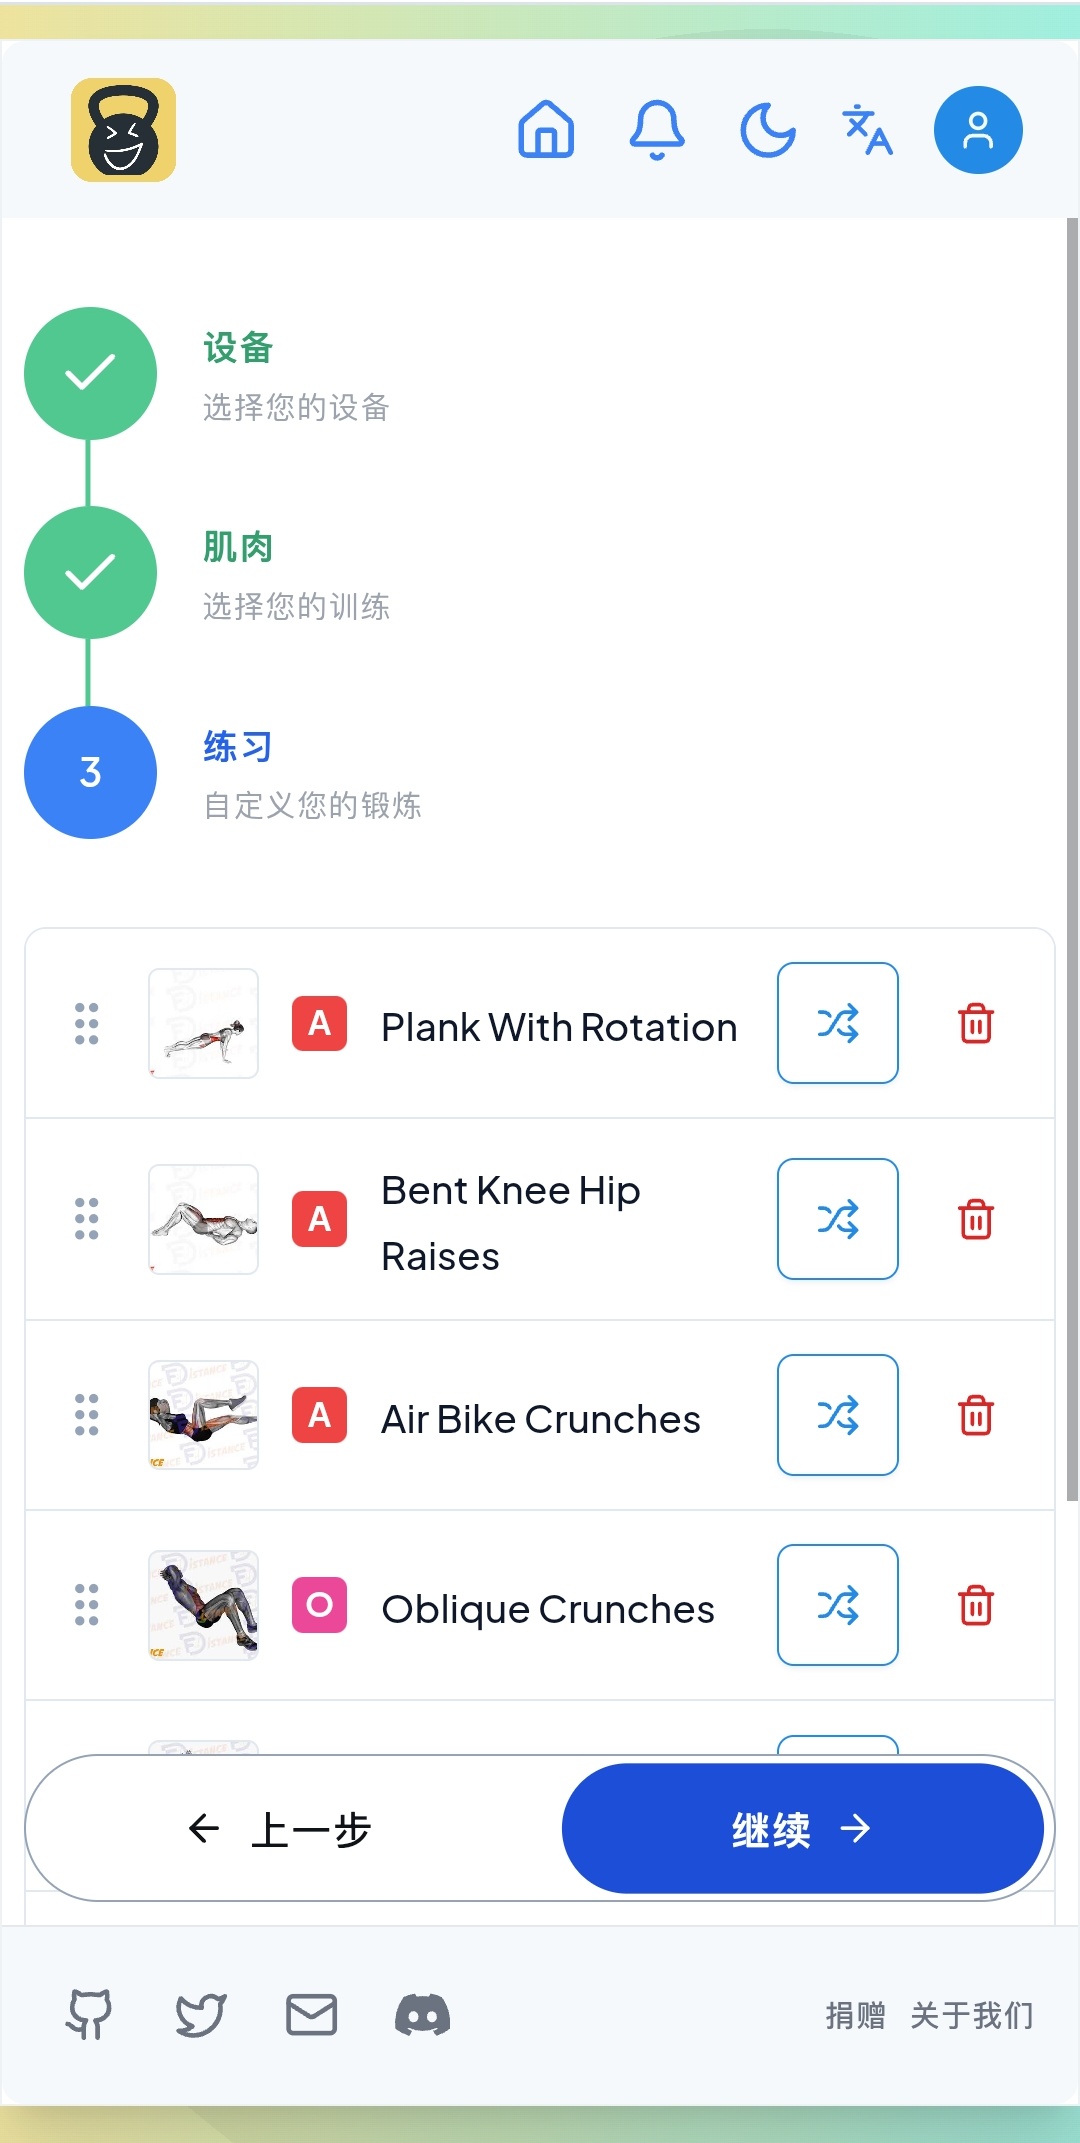 设备
选择您的设备
肌肉
选择您的训练
3
练习
自定义您的锻炼
A
Plank With Rotation
A
Bent Knee Hip
Raises
A
Air Bike Crunches
O
Oblique Crunches
上一步
继续
捐赠 关于我们